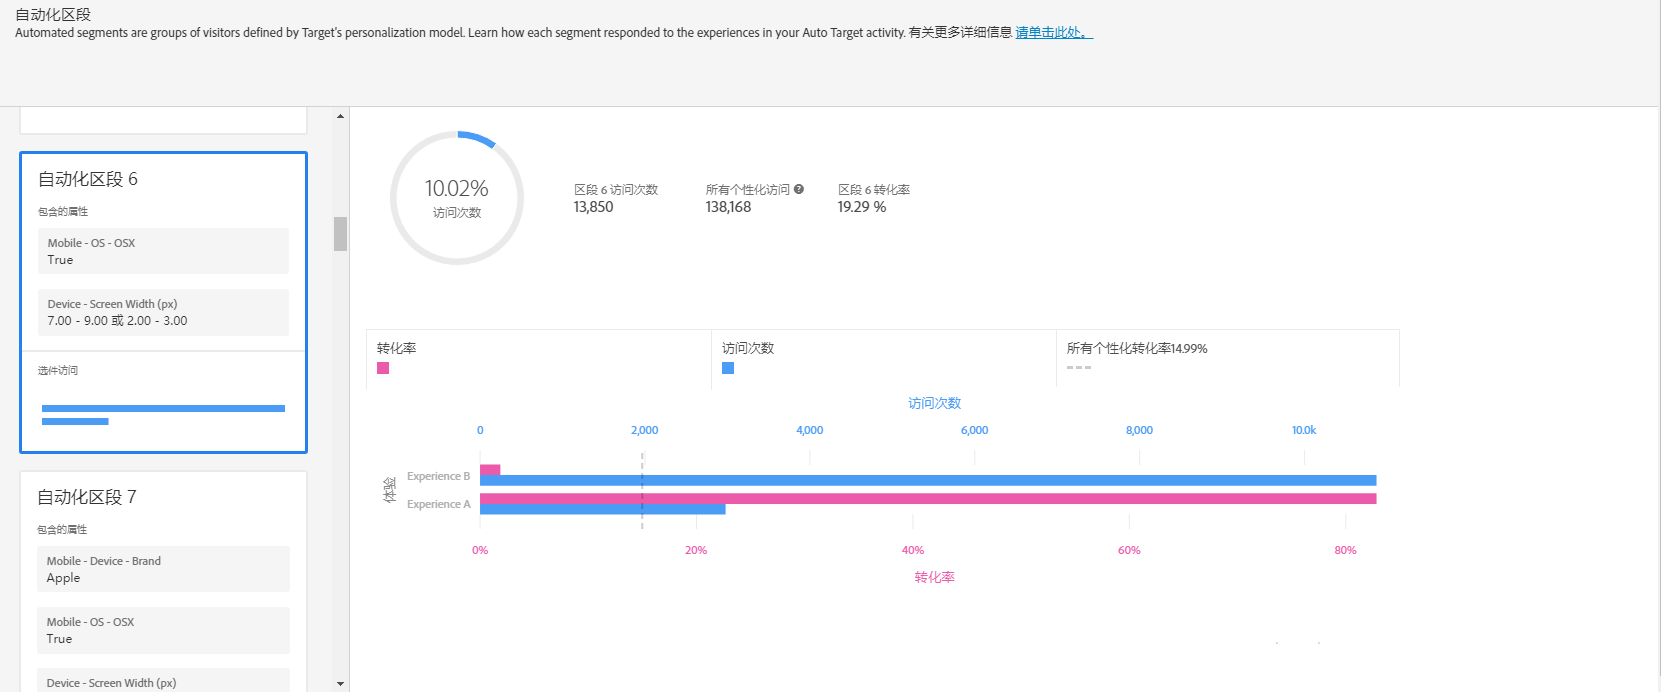 自动化区段
Automated segments are groups of visitors defined by Target's personalization model. Learn how each segment responded to the experiences in your Auto Target activity. 有关更多详细信息 请单击此处。
自动化区段 6
包含的属性
Mobile - OS - OSX
True
Device - Screen Width (px)
7.00 - 9.00 或 2.00 - 3.00
选件访问
自动化区段 7
包含的属性
Mobile - Device - Brand
Apple
Mobile - OS - OSX
True
Device - Screen Width (px)
10.02%
访问次数
区段 6 访问次数
13,850
所有个性化访问 ?
138,168
区段 6 转化率
19.29 %
转化率
访问次数
所有个性化转化率14.99%
访问次数
0 2,000 4,000 6,000 8,000 10.0k
体验
Experience B
Experience A
0% 20% 40% 60% 80%
转化率